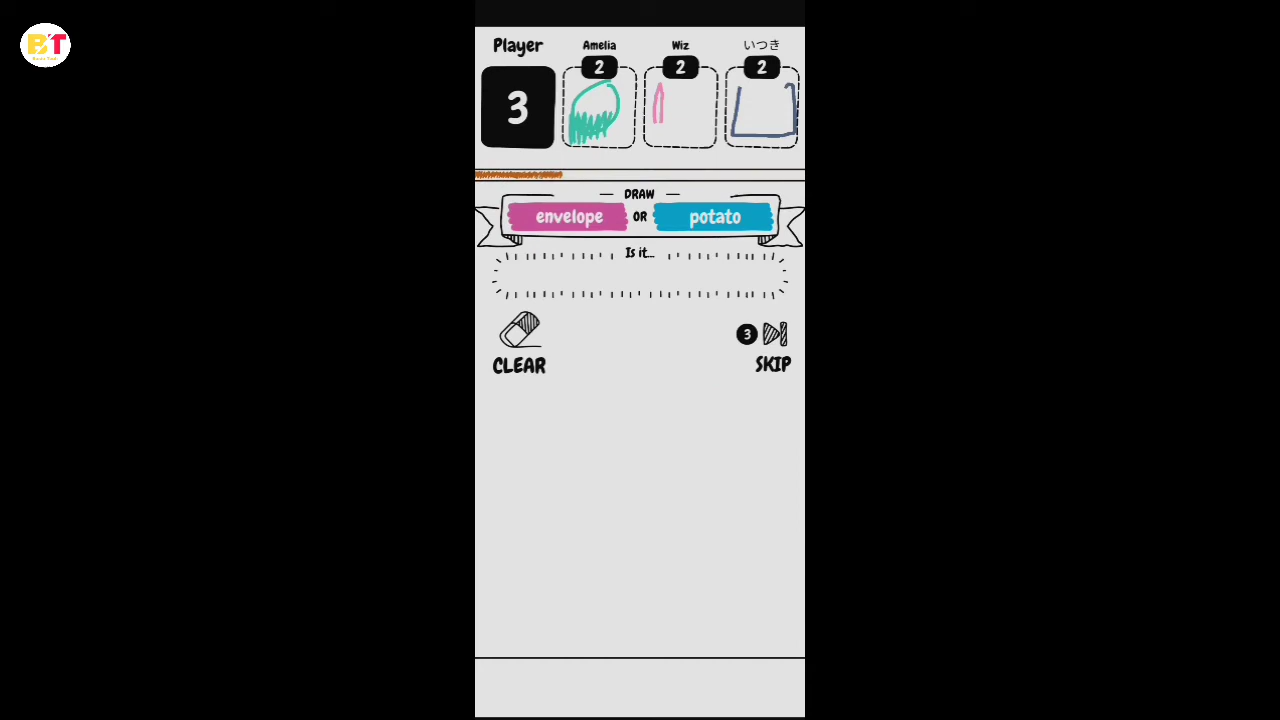 BT
Player
Amelia
Wiz
いつき
3
2
2
2
DRAW
envelope OR potato
Is it...
3
CLEAR
SKIP